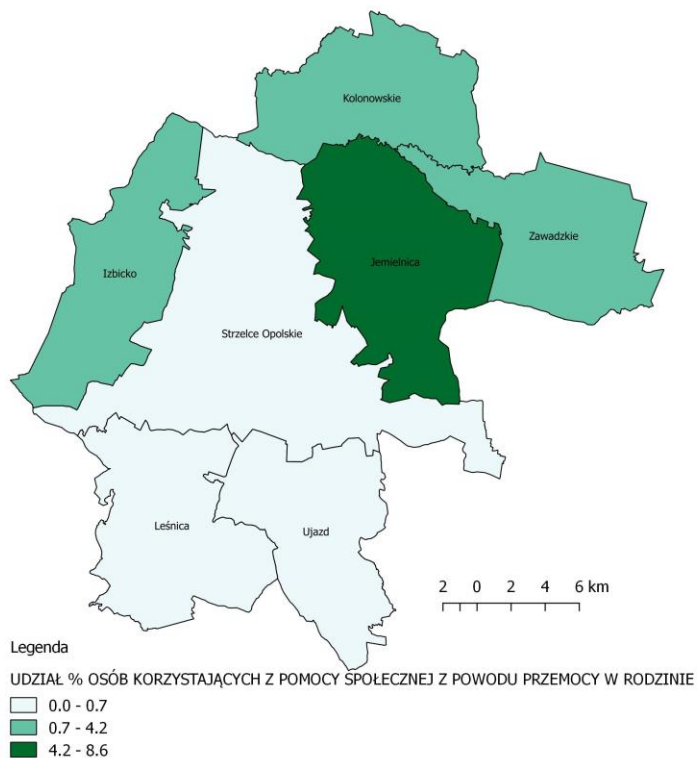 Kolonowskie
Zawadzkie
Jemielnica
Izbicko
Strzelce Opolskie
Leśnica
Ujazd
2 0 2 4 6 km
Legenda
UDZIAŁ % OSÓB KORZYSTAJĄCYCH Z POMOCY SPOŁECZNEJ Z POWODU PRZEMOCY W RODZINIE
0.0 - 0.7
0.7 - 4.2
4.2 - 8.6